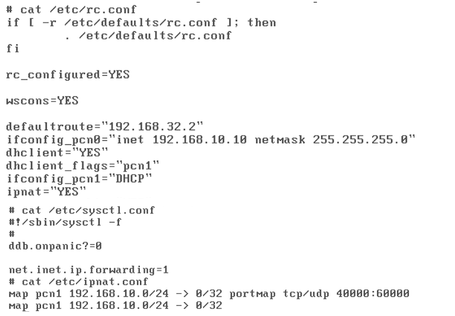 # cat /etc/rc.conf
if [ -r /etc/defaults/rc.conf ]; then
        . /etc/defaults/rc.conf
fi

rc_configured=YES

wscons=YES

defaultroute="192.168.32.2"
ifconfig_pcn0="inet 192.168.10.10 netmask 255.255.255.0"
dhclient="YES"
dhclient_flags="pcn1"
ifconfig_pcn1="DHCP"
ipnat="YES"
# cat /etc/sysctl.conf
#!/sbin/sysctl -f
#
ddb.onpanic?=0

net.inet.ip.forwarding=1
# cat /etc/ipnat.conf
map pcn1 192.168.10.0/24 -> 0/32 portmap tcp/udp 40000:60000
map pcn1 192.168.10.0/24 -> 0/32